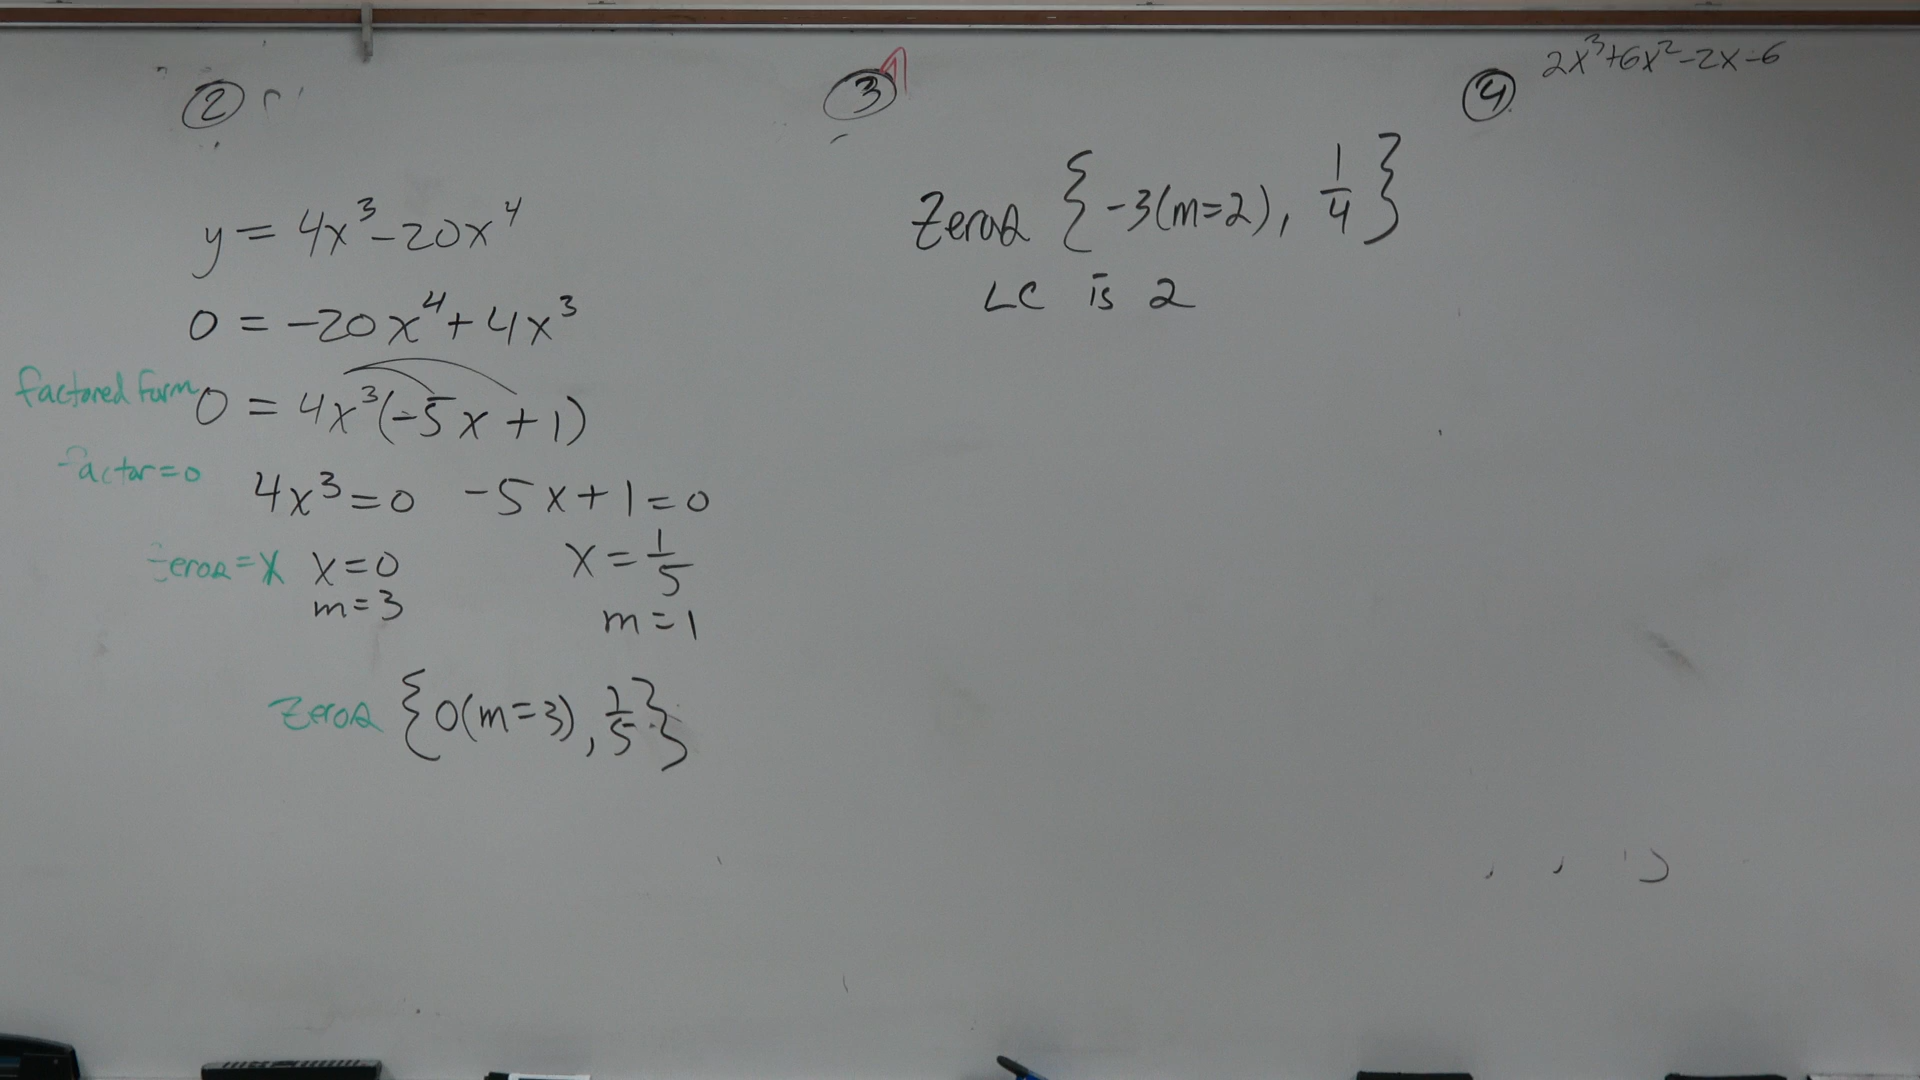 ②
y = 4x³ - 20x⁴
0 = -20x⁴ + 4x³
factored form 0 = 4x³(-5x + 1)
factor = 0 4x³ = 0 -5x + 1 = 0
zeros = x x = 0 x = 1/5
m = 3 m = 1
zeros {0(m=3), 1/5}
③
Zeros {-3(m=2), 1/4}
LC is 2
④ 2x³+6x²-2x-6